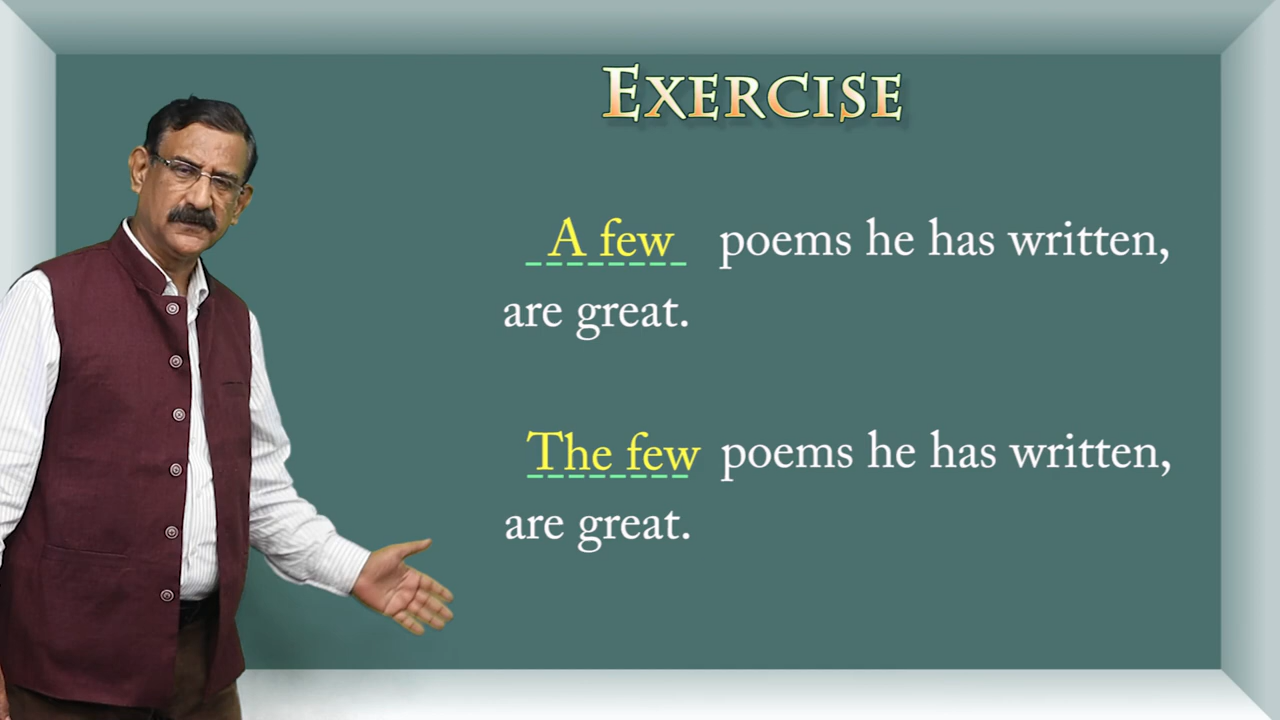 EXERCISE
A few poems he has written,
are great.
The few poems he has written,
are great.